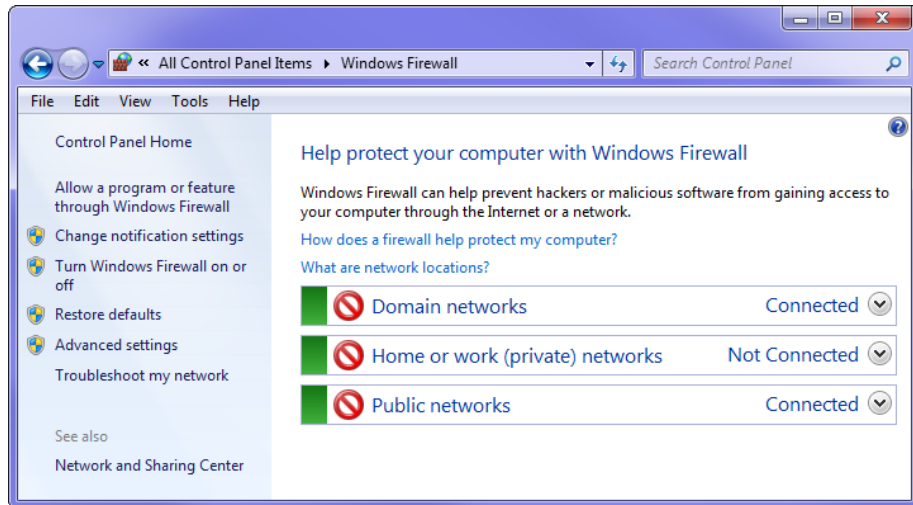 « All Control Panel Items ▸ Windows Firewall
Search Control Panel
File Edit View Tools Help
Control Panel Home
Allow a program or feature
through Windows Firewall
Change notification settings
Turn Windows Firewall on or
off
Restore defaults
Advanced settings
Troubleshoot my network
See also
Network and Sharing Center
Help protect your computer with Windows Firewall
Windows Firewall can help prevent hackers or malicious software from gaining access to
your computer through the Internet or a network.
How does a firewall help protect my computer?
What are network locations?
Domain networks Connected
Home or work (private) networks Not Connected
Public networks Connected